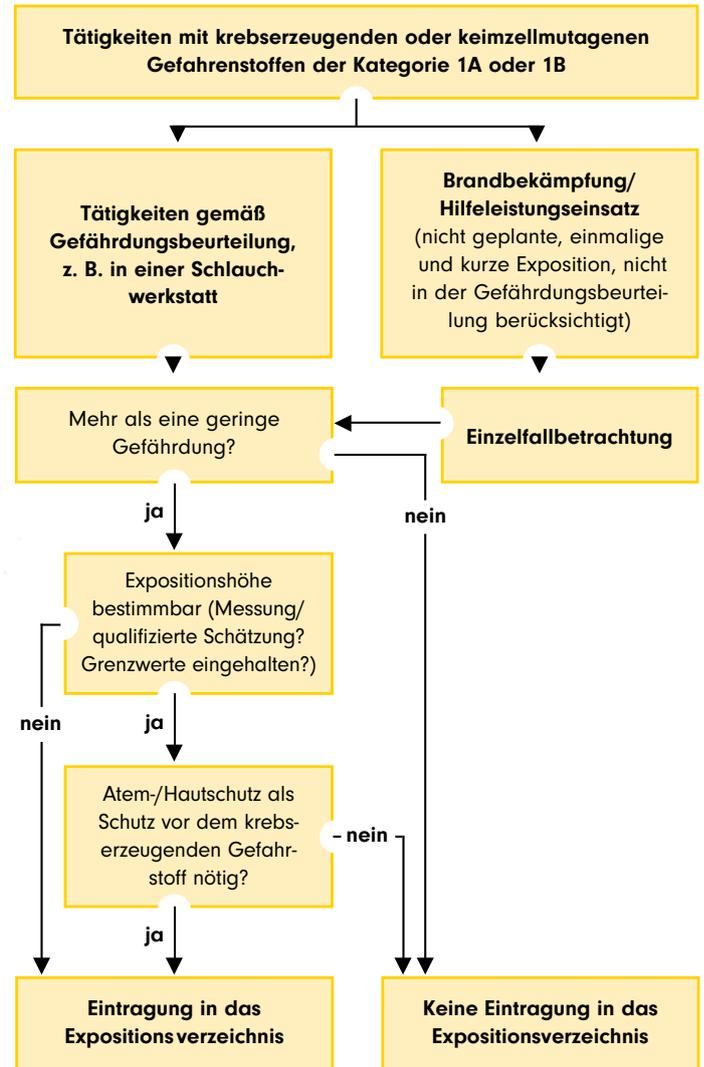 Tätigkeiten mit krebserzeugenden oder keimzellmutagenen
Gefahrenstoffen der Kategorie 1A oder 1B
Tätigkeiten gemäß
Gefährdungsbeurteilung,
z. B. in einer Schlauch-
werkstatt
Brandbekämpfung/
Hilfeleistungseinsatz
(nicht geplante, einmalige
und kurze Exposition, nicht
in der Gefährdungsbeurtei-
lung berücksichtigt)
Mehr als eine geringe
Gefährdung?
Einzelfallbetrachtung
ja
nein
Expositionshöhe
bestimmbar (Messung/
qualifizierte Schätzung?
Grenzwerte eingehalten?)
nein
ja
Atem-/Hautschutz als
Schutz vor dem krebs-
erzeugenden Gefahr-
stoff nötig?
nein
ja
Eintragung in das
Expositionsverzeichnis
Keine Eintragung in das
Expositionsverzeichnis